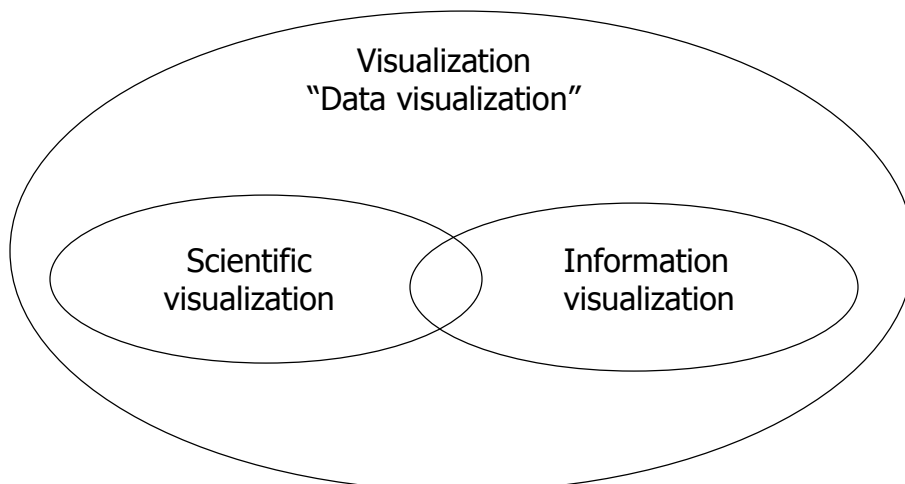 Visualization
“Data visualization”
Scientific
visualization
Information
visualization